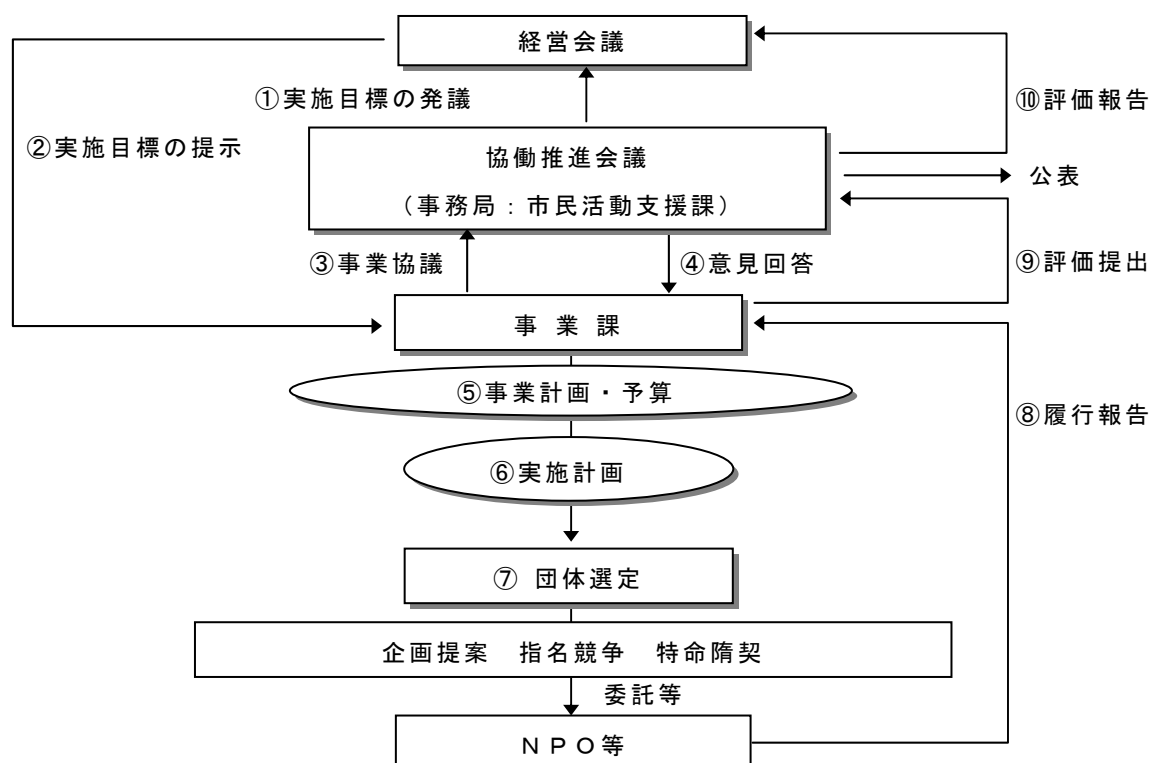 経営会議
①実施目標の発議
⑩評価報告
②実施目標の提示
協働推進会議
（事務局：市民活動支援課）
公表
③事業協議
④意見回答
⑨評価提出
事業課
⑤事業計画・予算
⑧履行報告
⑥実施計画
⑦ 団体選定
企画提案　指名競争　特命隋契
委託等
ＮＰＯ等